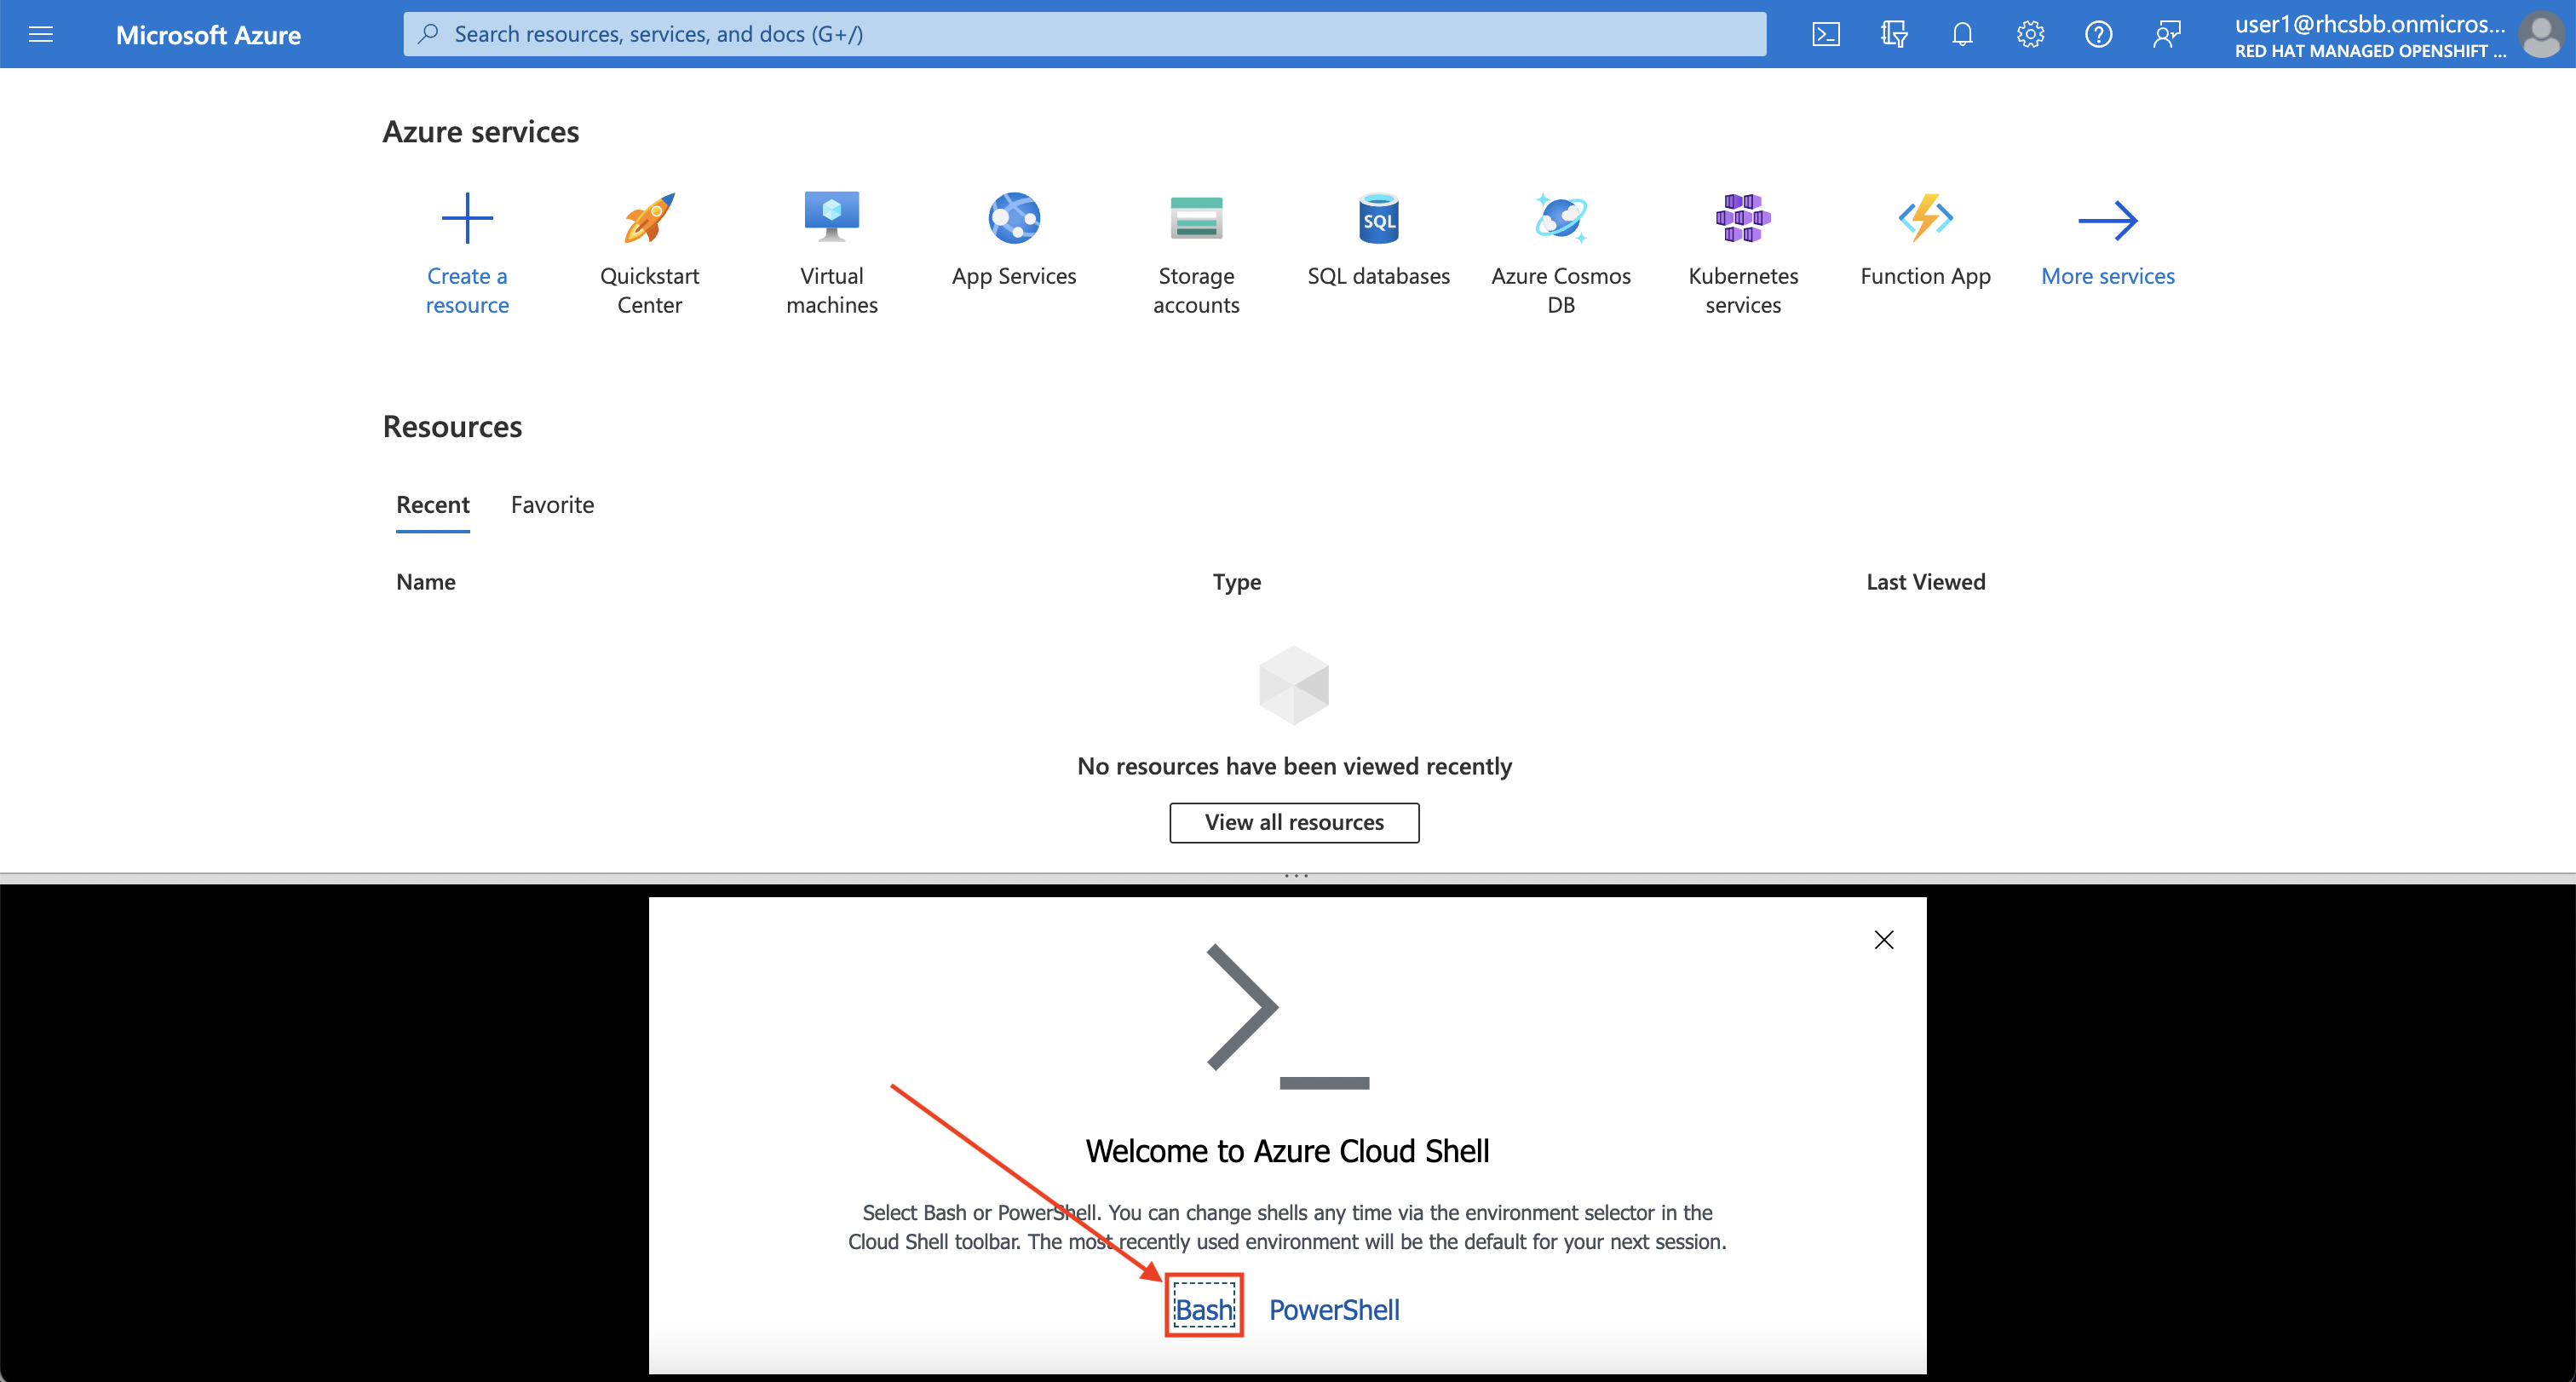 Microsoft Azure
Search resources, services, and docs (G+/)
user1@rhcsbb.onmicros...
RED HAT MANAGED OPENSHIFT ...
Azure services
Create a
resource
Quickstart
Center
Virtual
machines
App Services
Storage
accounts
SQL
SQL databases
Azure Cosmos
DB
Kubernetes
services
Function App
More services
Resources
Recent
Favorite
Name
Type
Last Viewed
No resources have been viewed recently
View all resources
Welcome to Azure Cloud Shell
Select Bash or PowerShell. You can change shells any time via the environment selector in the
Cloud Shell toolbar. The most recently used environment will be the default for your next session.
Bash
PowerShell